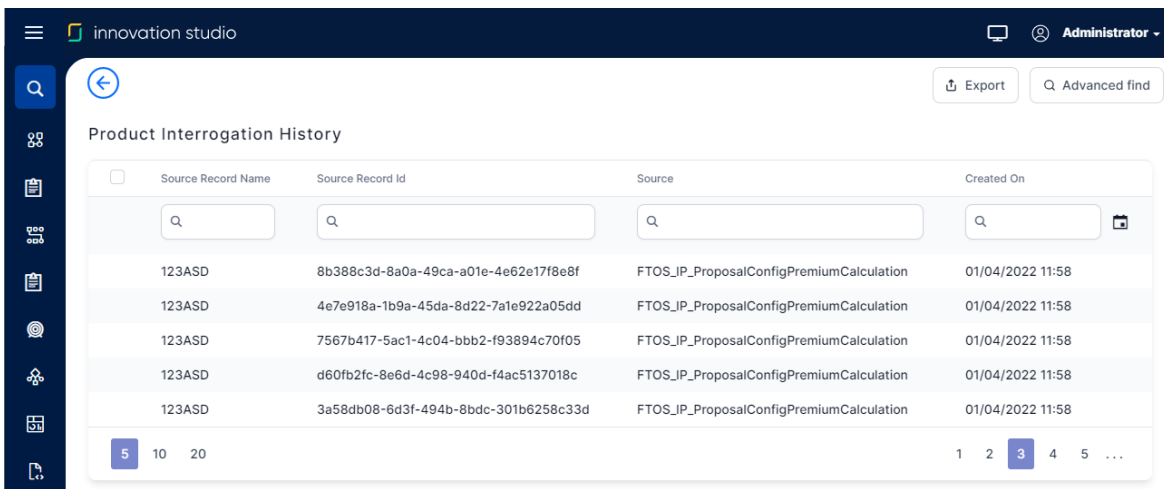 innovation studio
Administrator
Export
Advanced find
Product Interrogation History
Source Record Name Source Record Id Source Created On
123ASD 8b388c3d-8a0a-49ca-a01e-4e62e17f8e8f FTOS_IP_ProposalConfigPremiumCalculation 01/04/2022 11:58
123ASD 4e7e918a-1b9a-45da-8d22-7a1e922a05dd FTOS_IP_ProposalConfigPremiumCalculation 01/04/2022 11:58
123ASD 7567b417-5ac1-4c04-bbb2-f93894c70f05 FTOS_IP_ProposalConfigPremiumCalculation 01/04/2022 11:58
123ASD d60fb2fc-8e6d-4c98-940d-f4ac5137018c FTOS_IP_ProposalConfigPremiumCalculation 01/04/2022 11:58
123ASD 3a58db08-6d3f-494b-8bdc-301b6258c33d FTOS_IP_ProposalConfigPremiumCalculation 01/04/2022 11:58
5 10 20 1 2 3 4 5 ...